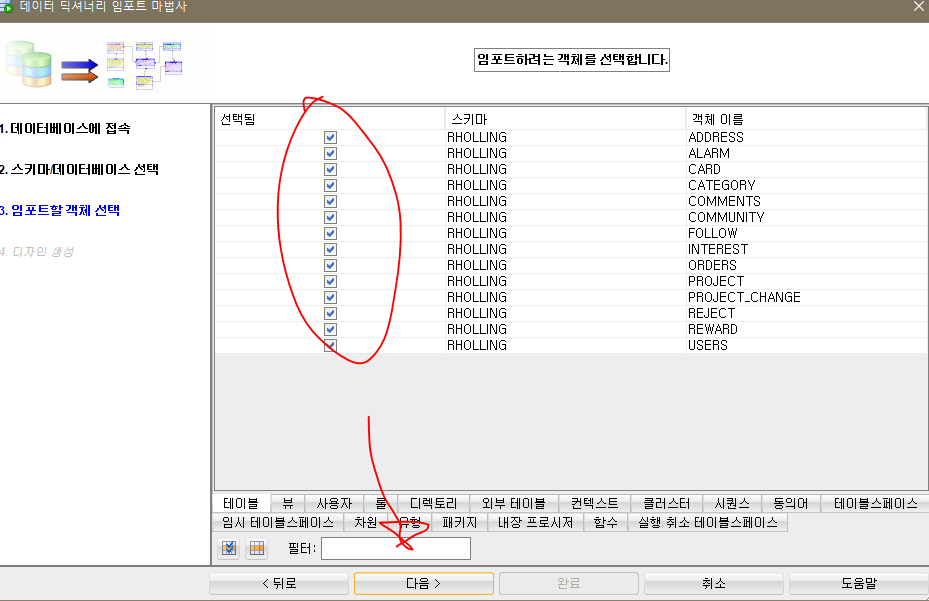 데이터 딕셔너리 임포트 마법사
임포트하려는 객체를 선택합니다.
1. 데이터베이스에 접속
2. 스키마/데이터베이스 선택
3. 임포트할 객체 선택
4. 디자인 생성
선택됨 스키마 객체 이름
RHOLLING ADDRESS
RHOLLING ALARM
RHOLLING CARD
RHOLLING CATEGORY
RHOLLING COMMENTS
RHOLLING COMMUNITY
RHOLLING FOLLOW
RHOLLING INTEREST
RHOLLING ORDERS
RHOLLING PROJECT
RHOLLING PROJECT_CHANGE
RHOLLING REJECT
RHOLLING REWARD
RHOLLING USERS
테이블 뷰 사용자 롤 디렉토리 외부 테이블 컨텍스트 클러스터 시퀀스 동의어 테이블스페이스
임시 테이블스페이스 차원 유형 패키지 내장 프로시저 함수 실행 취소 테이블스페이스
필터:
< 뒤로 다음 > 완료 취소 도움말